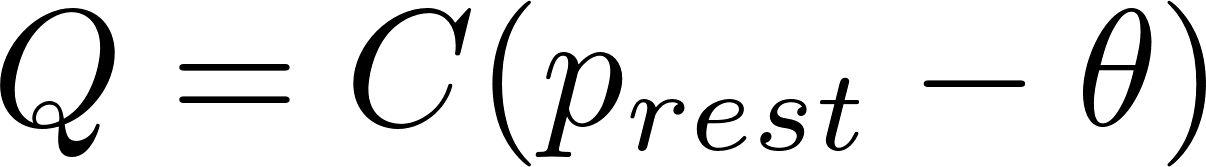 Q = C(p_{rest} − θ)